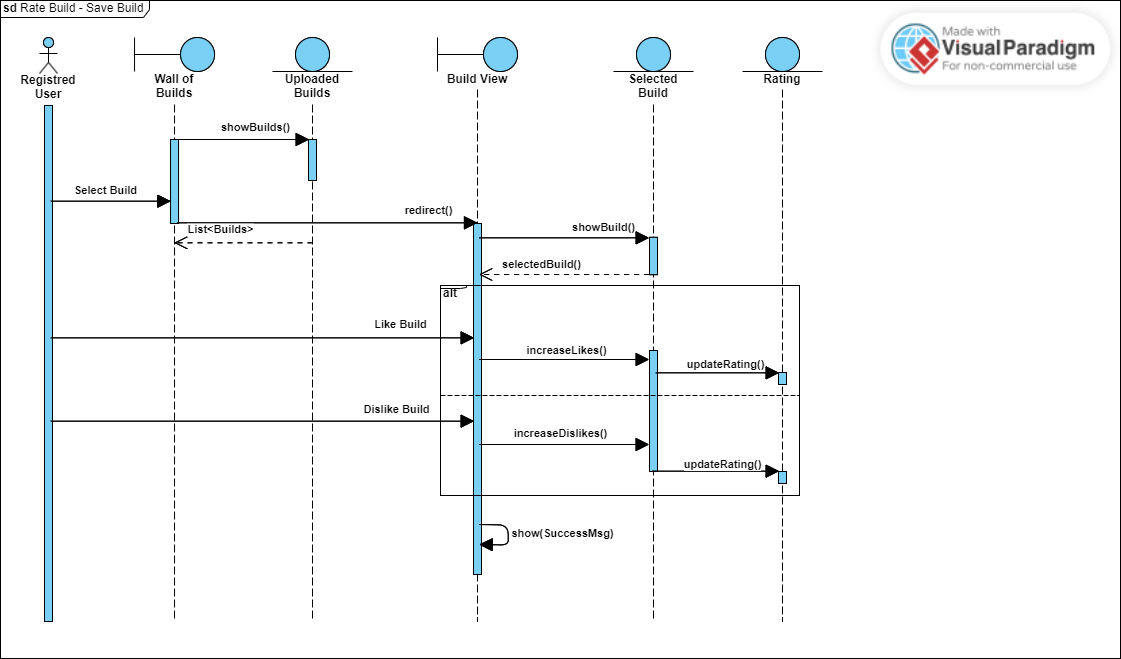 sd Rate Build - Save Build
Made with
VisualParadigm
For non-commercial use
Registred
User
Wall of
Builds
Uploaded
Builds
Build View
Selected
Build
Rating
showBuilds()
Select Build
redirect()
List<Builds>
showBuild()
selectedBuild()
alt
Like Build
increaseLikes()
updateRating()
Dislike Build
increaseDislikes()
updateRating()
show(SuccessMsg)